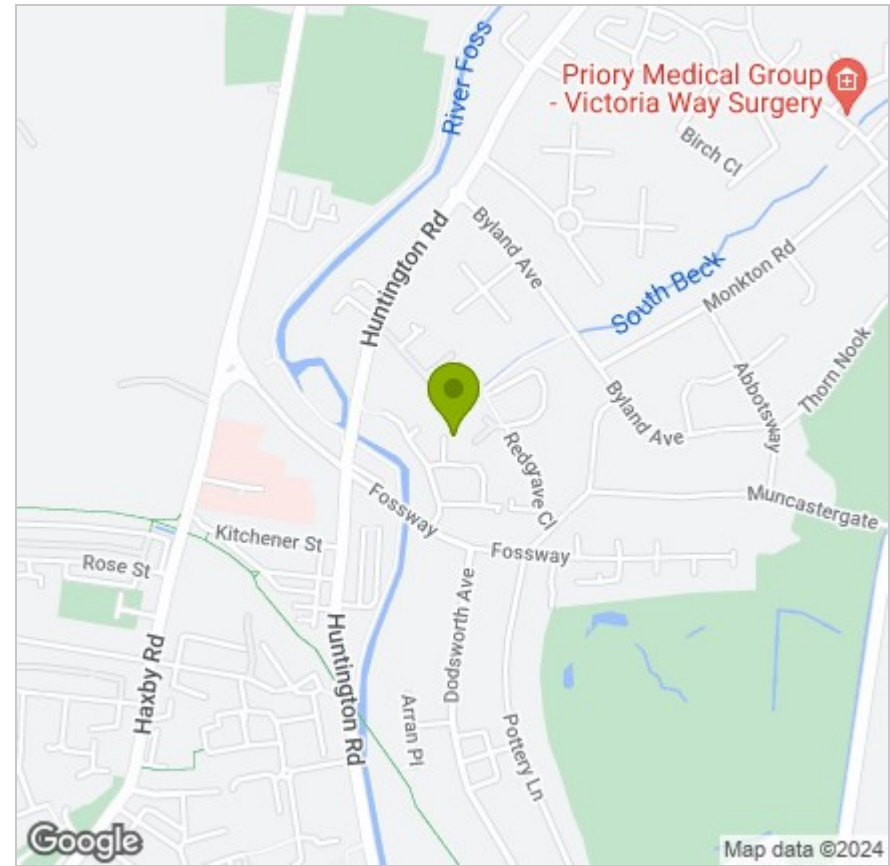 River Foss
Priory Medical Group
- Victoria Way Surgery
Birch Cl
Huntington Rd
Byland Ave
South Beck
Monkton Rd
Thorn Nook
Abbotsway
Byland Ave
Redgrave Cl
Muncastergate
Fossway
Kitchener St
Fossway
Rose St
Dodsworth Ave
Huntington Rd
Haxby Rd
Arran Pl
Pottery Ln
Google
Map data ©2024